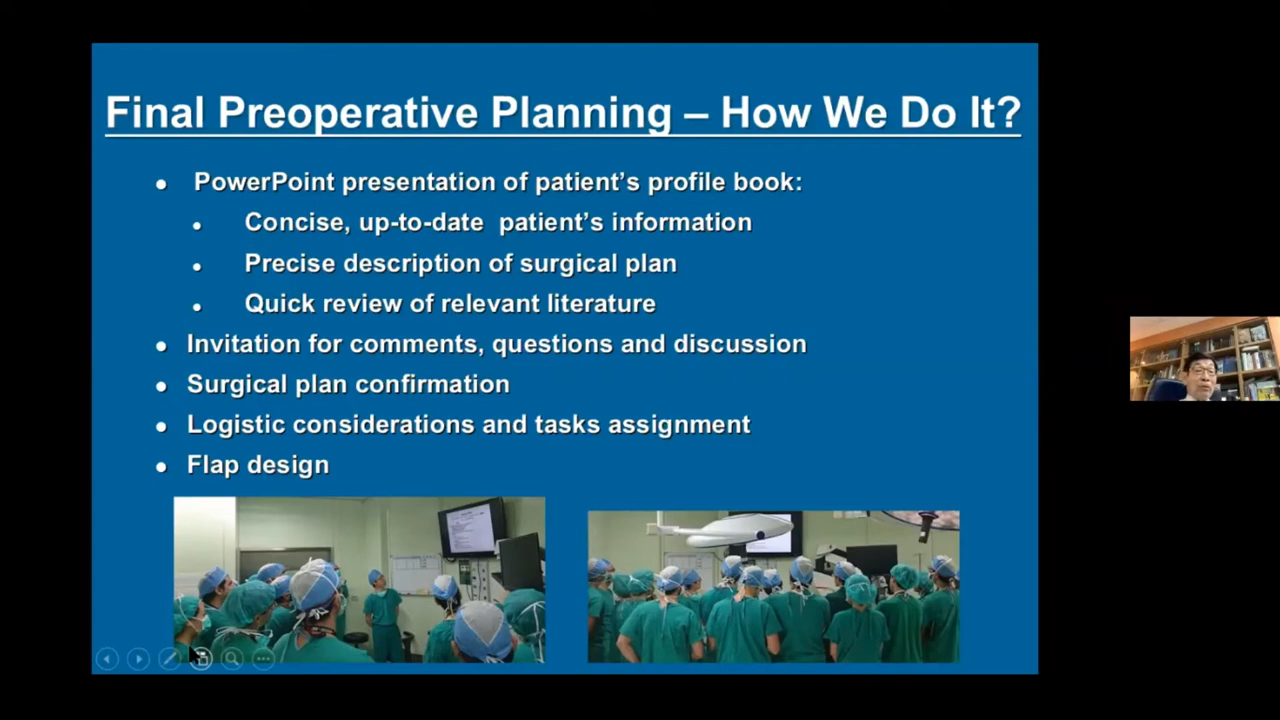 Final Preoperative Planning – How We Do It?
PowerPoint presentation of patient’s profile book:
Concise, up-to-date patient’s information
Precise description of surgical plan
Quick review of relevant literature
Invitation for comments, questions and discussion
Surgical plan confirmation
Logistic considerations and tasks assignment
Flap design